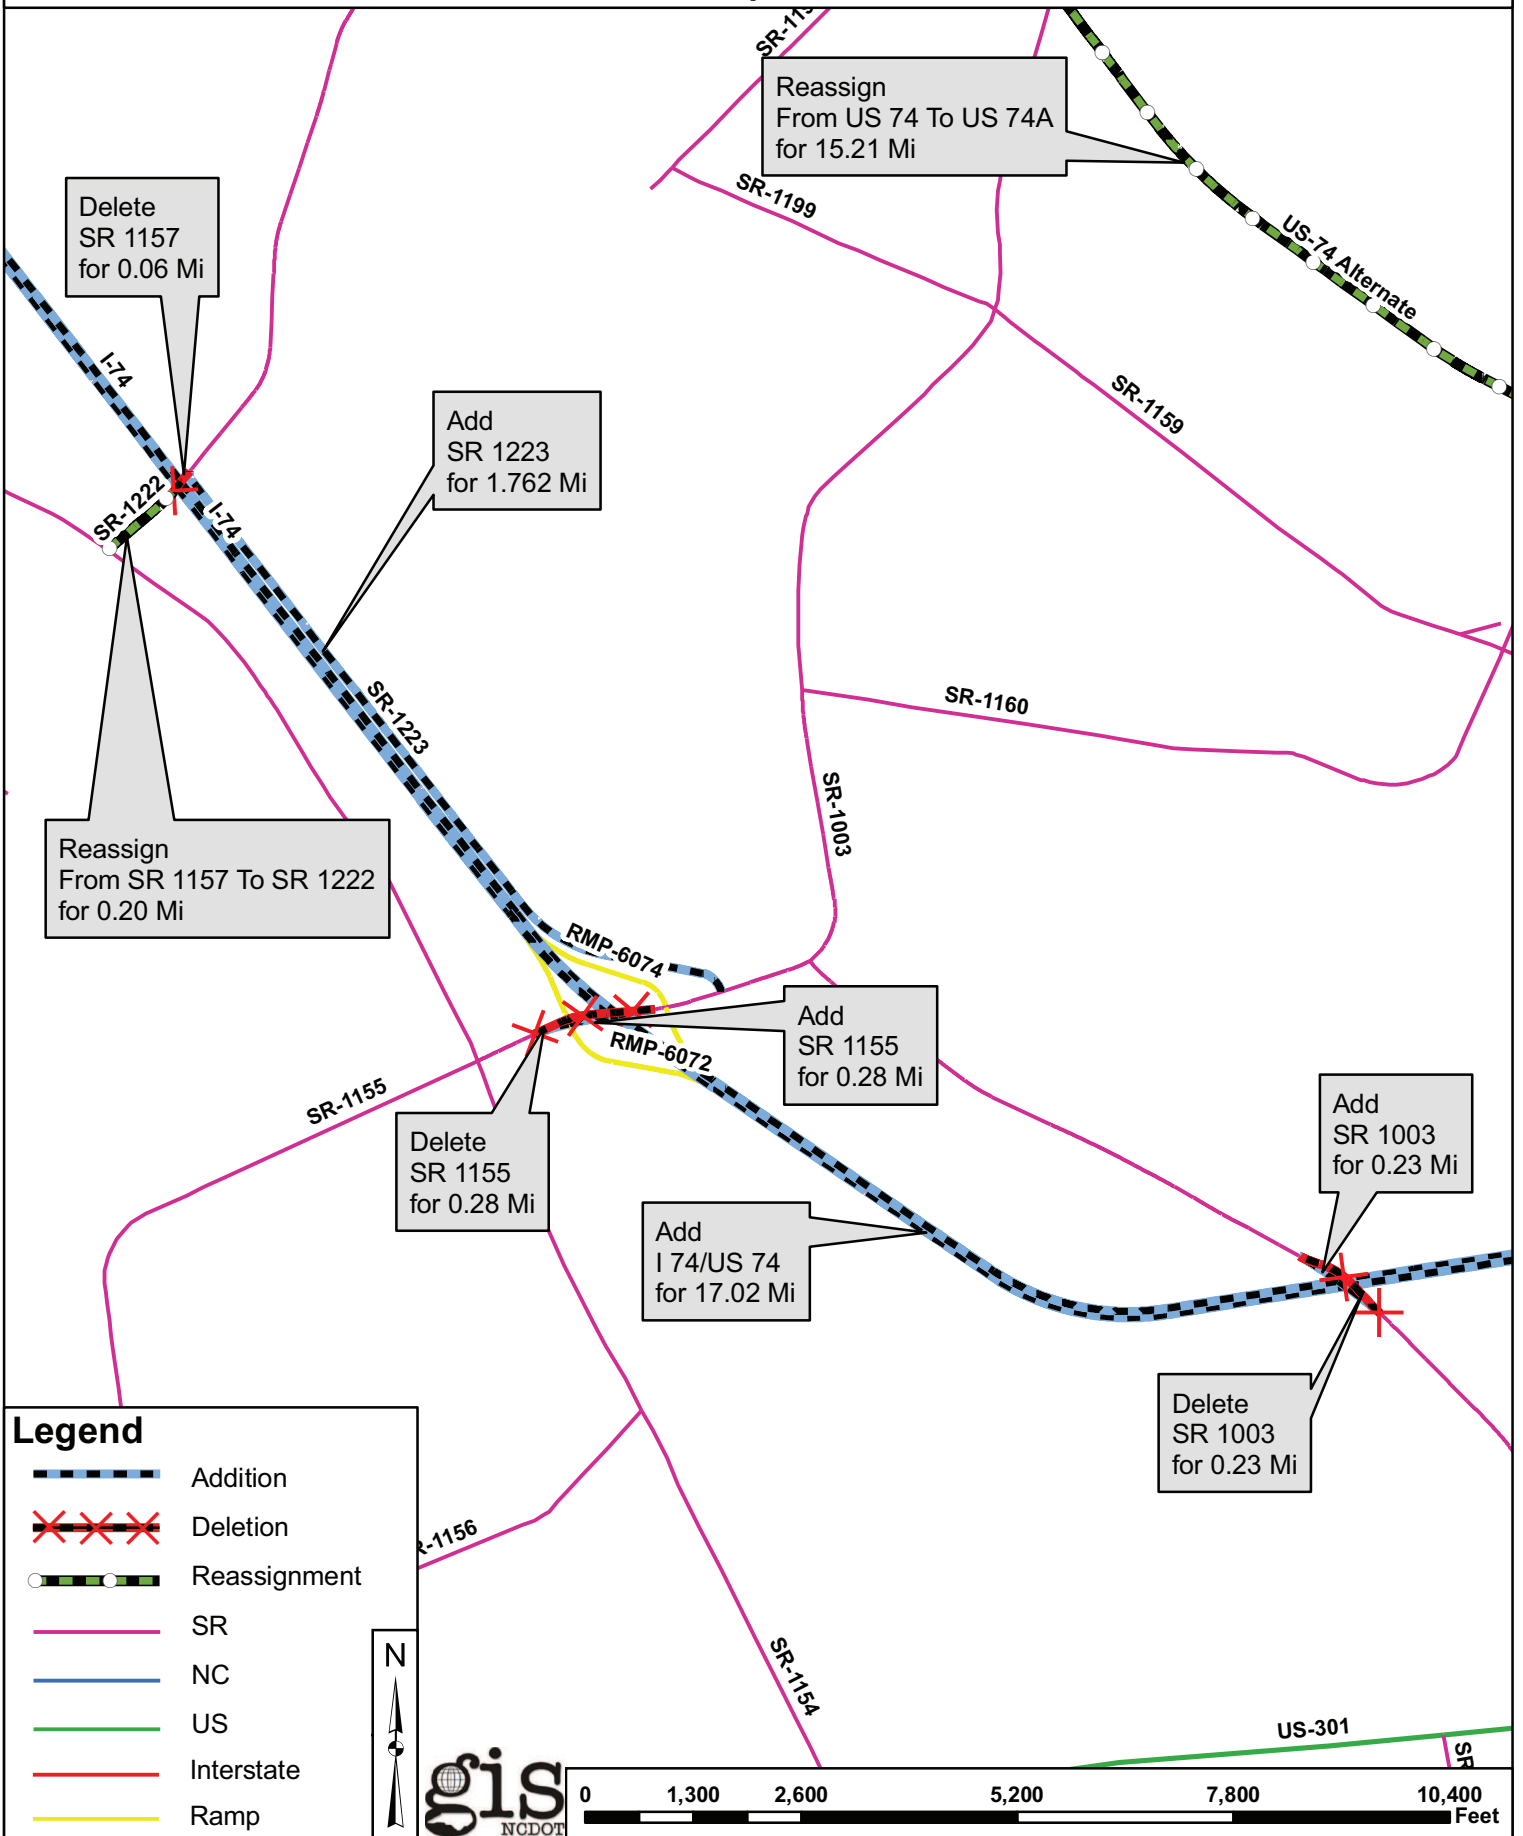 Reassign
From US 74 To US 74A
for 15.21 Mi
SR-1199
US-74 Alternate
Delete
SR 1157
for 0.06 Mi
I-74
SR-1159
Add
SR 1223
for 1.762 Mi
SR-1222
I-74
SR-1223
SR-1160
SR-1003
Reassign
From SR 1157 To SR 1222
for 0.20 Mi
RMP-6074
Add
SR 1155
for 0.28 Mi
RMP-6072
SR-1155
Delete
SR 1155
for 0.28 Mi
Add
SR 1003
for 0.23 Mi
Add
I 74/US 74
for 17.02 Mi
Delete
SR 1003
for 0.23 Mi
Legend
Addition
Deletion
Reassignment
SR
NC
US
Interstate
Ramp
R-1156
N
SR-1154
US-301
SR
gis
NCDOT
0 1,300 2,600 5,200 7,800 10,400
Feet